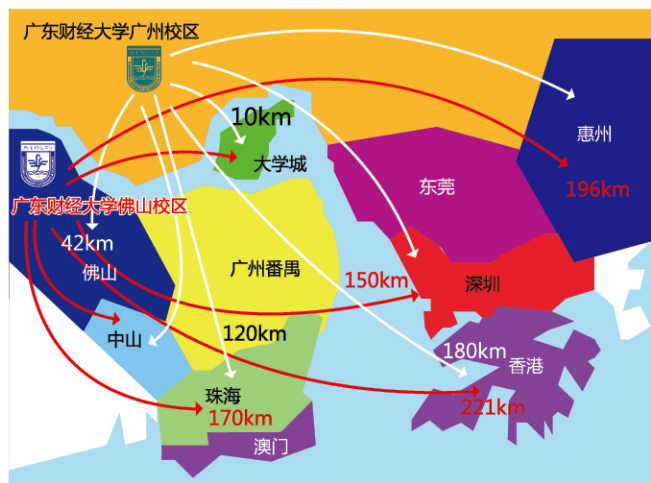 广东财经大学广州校区
10km
大学城
惠州
196km
东莞
广东财经大学佛山校区
42km
佛山
广州番禺
150km
深圳
中山
120km
180km
香港
珠海
170km
221km
澳门